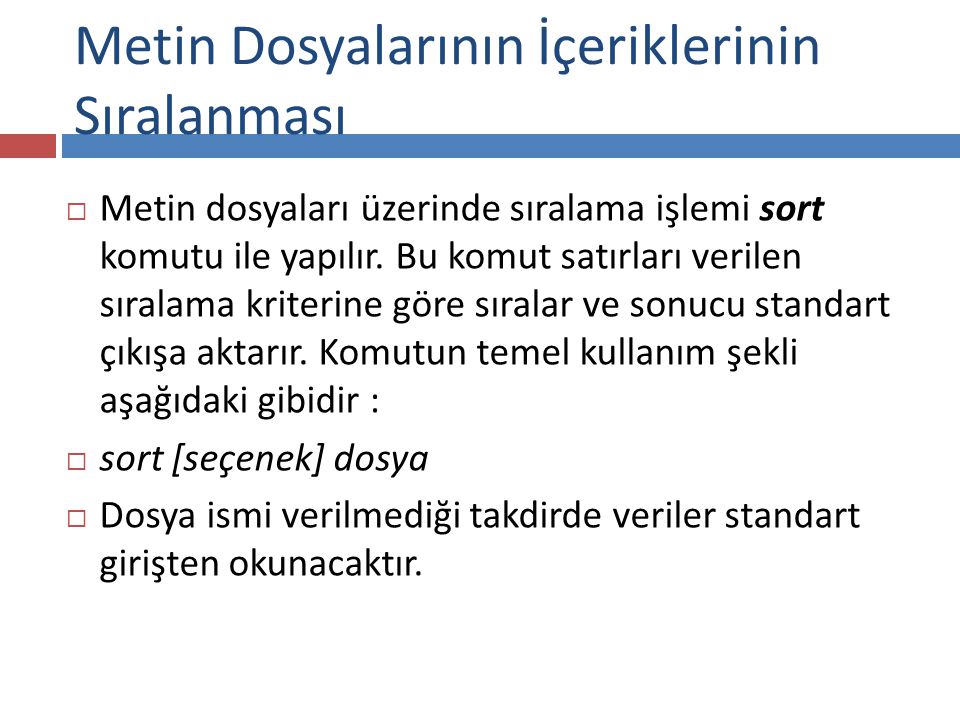 Metin Dosyalarının İçeriklerinin
Sıralanması
Metin dosyaları üzerinde sıralama işlemi sort
komutu ile yapılır. Bu komut satırları verilen
sıralama kriterine göre sıralar ve sonucu standart
çıkışa aktarır. Komutun temel kullanım şekli
aşağıdaki gibidir :
sort [seçenek] dosya
Dosya ismi verilmediği takdirde veriler standart
girişten okunacaktır.